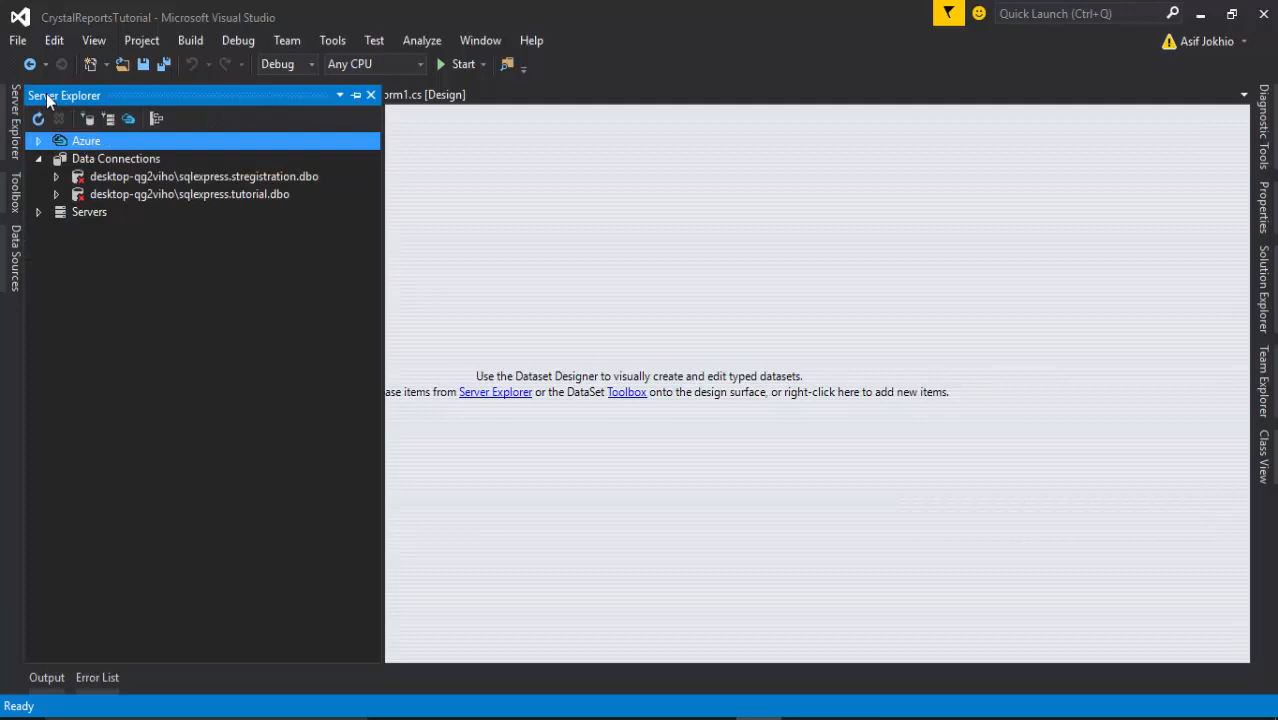 CrystalReportsTutorial - Microsoft Visual Studio
Quick Launch (Ctrl+Q)
File Edit View Project Build Debug Team Tools Test Analyze Window Help
Asif Jokhio
Debug Any CPU Start
Server Explorer
orm1.cs [Design]
Azure
Data Connections
desktop-qg2viho\sqlexpress.stregistration.dbo
desktop-qg2viho\sqlexpress.tutorial.dbo
Servers
Server Explorer
Toolbox
Data Sources
Use the Dataset Designer to visually create and edit typed datasets.
ase items from Server Explorer or the DataSet Toolbox onto the design surface, or right-click here to add new items.
Diagnostic Tools
Properties
Solution Explorer
Team Explorer
Class View
Output Error List
Ready